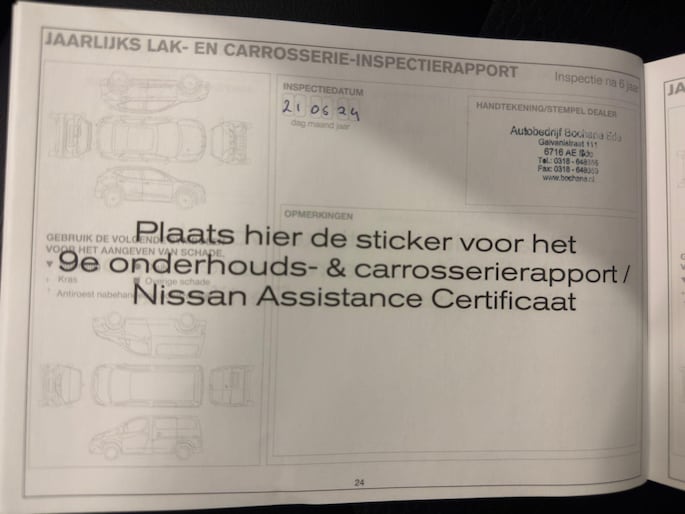 JAARLIJKS LAK- EN CARROSSERIE-INSPECTIERAPPORT
Inspectie na 6 jaar
INSPECTIEDATUM
21 06 24
dag maand jaar
HANDTEKENING/STEMPEL DEALER
Autobedrijf Bochane Ede
Galvanistraat 111
6716 AE Ede
Tel.: 0318 -
Fax: 0318 -
www.bochane.nl
OPMERKINGEN
GEBRUIK DE VOLGENDE
VOOR HET AANGEVEN VAN SCHADE.
Kras
Overige schade
Antiroest
Plaats hier de sticker voor het
9e onderhouds- & carrosserierapport /
Nissan Assistance Certificaat
24
JA